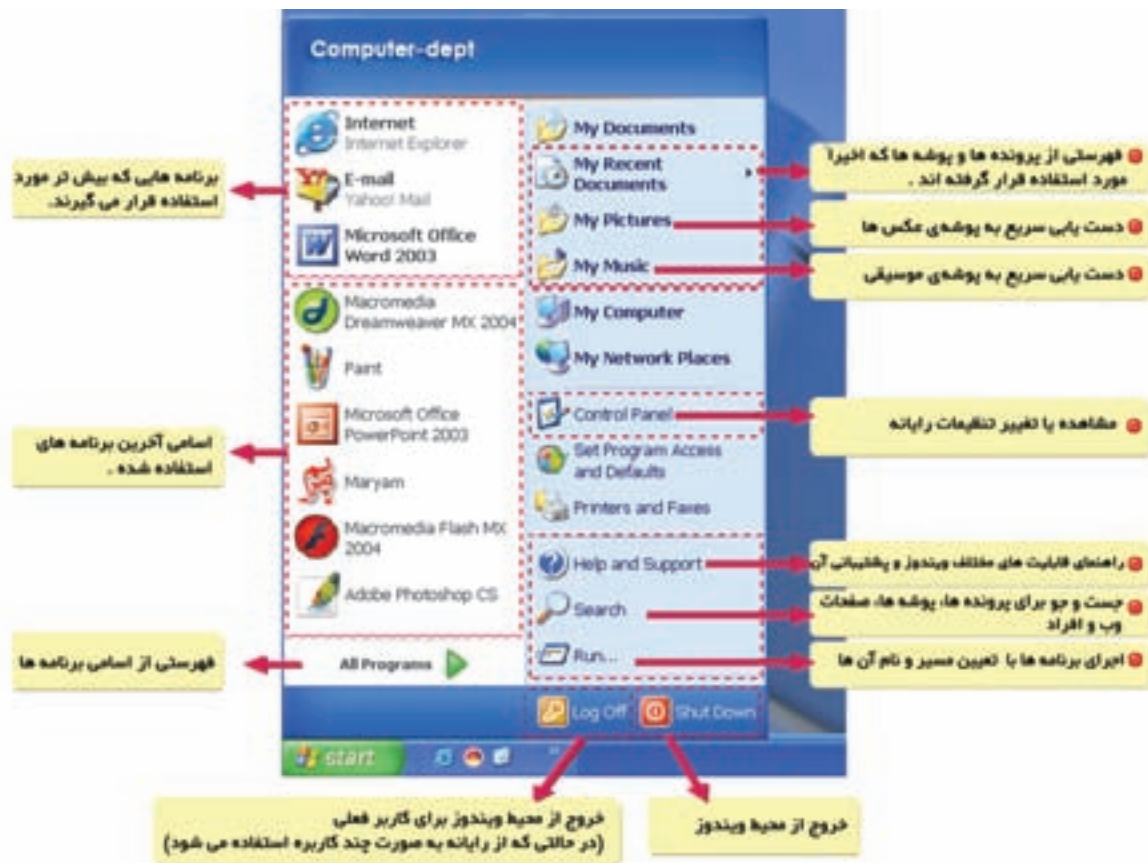 Computer-dept
Internet
Internet Explorer
E-mail
Yahoo! Mail
Microsoft Office
Word 2003
Macromedia
Dreamweaver MX 2004
Paint
Microsoft Office
PowerPoint 2003
Maryam
Macromedia Flash MX
2004
Adobe Photoshop CS
All Programs
My Documents
My Recent
Documents
My Pictures
My Music
My Computer
My Network Places
Control Panel
Set Program Access
and Defaults
Printers and Faxes
Help and Support
Search
Run...
Log Off
Shut Down
start
برنامه هایی که بیش تر مورد
استفاده قرار می گیرند.
اسامی آخرین برنامه های
استفاده شده .
فهرستی از اسامی برنامه ها
فهرستی از پرونده ها و پوشه ها که اخیرا
مورد استفاده قرار گرفته اند .
دست یابی سریع به پوشه‌ی عکس ها
دست یابی سریع به پوشه‌ی موسیقی
مشاهده یا تغییر تنظیمات رایانه
راهنمای قابلیت های مختلف ویندوز و پشتیبانی آن
جست و جو برای پرونده ها، پوشه ها، صفحات
وب و افراد
اجرای برنامه ها با تعیین مسیر و نام آن ها
خروج از محیط ویندوز برای کاربر فعلی
(در حالتی که از رایانه به صورت چند کاربره استفاده می شود)
خروج از محیط ویندوز